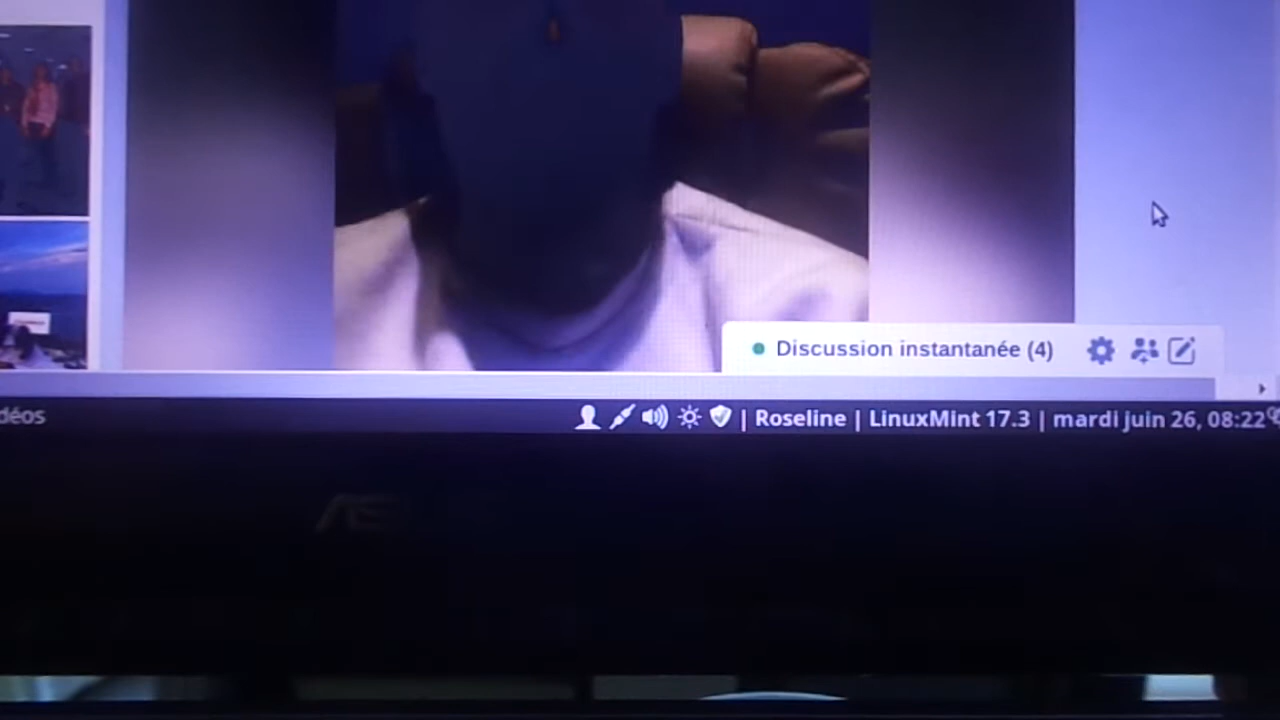 Discussion instantanée (4)
déos
| Roseline | LinuxMint 17.3 | mardi juin 26, 08:22